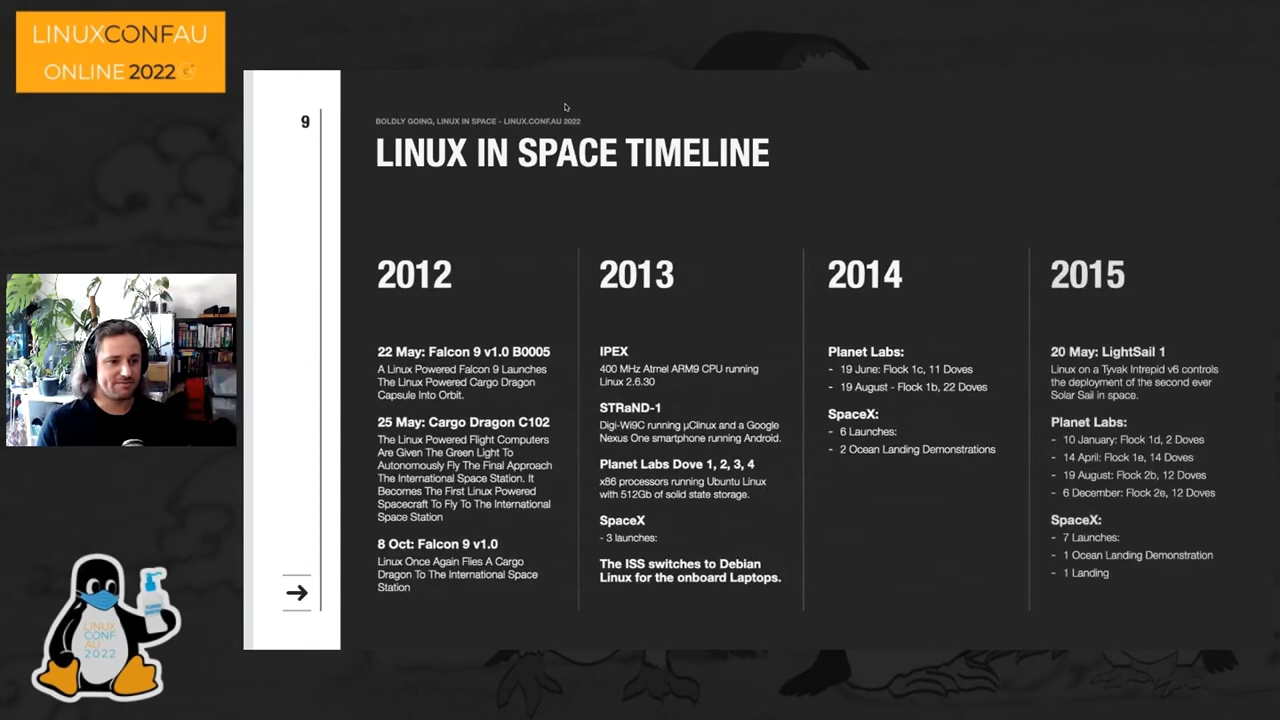 LINUXCONFAU
ONLINE 2022
9
BOLDLY GOING, LINUX IN SPACE - LINUX.CONF.AU 2022
LINUX IN SPACE TIMELINE
2012
22 May: Falcon 9 v1.0 B0005
A Linux Powered Falcon 9 Launches
The Linux Powered Cargo Dragon
Capsule Into Orbit.
25 May: Cargo Dragon C102
The Linux Powered Flight Computers
Are Given The Green Light To
Autonomously Fly The Final Approach
The International Space Station. It
Becomes The First Linux Powered
Spacecraft To Fly To The International
Space Station
8 Oct: Falcon 9 v1.0
Linux Once Again Flies A Cargo
Dragon To The International Space
Station
2013
IPEX
400 MHz Atmel ARM9 CPU running
Linux 2.6.30
STRaND-1
Digi-Wi9C running µClinux and a Google
Nexus One smartphone running Android.
Planet Labs Dove 1, 2, 3, 4
x86 processors running Ubuntu Linux
with 512Gb of solid state storage.
SpaceX
- 3 launches:
The ISS switches to Debian
Linux for the onboard Laptops.
2014
Planet Labs:
- 19 June: Flock 1c, 11 Doves
- 19 August - Flock 1b, 22 Doves
SpaceX:
- 6 Launches:
- 2 Ocean Landing Demonstrations
2015
20 May: LightSail 1
Linux on a Tyvak Intrepid v6 controls
the deployment of the second ever
Solar Sail in space.
Planet Labs:
- 10 January: Flock 1d, 2 Doves
- 14 April: Flock 1e, 14 Doves
- 19 August: Flock 2b, 12 Doves
- 6 December: Flock 2e, 12 Doves
SpaceX:
- 7 Launches:
- 1 Ocean Landing Demonstration
- 1 Landing
LINUX
CONF
AU
2022